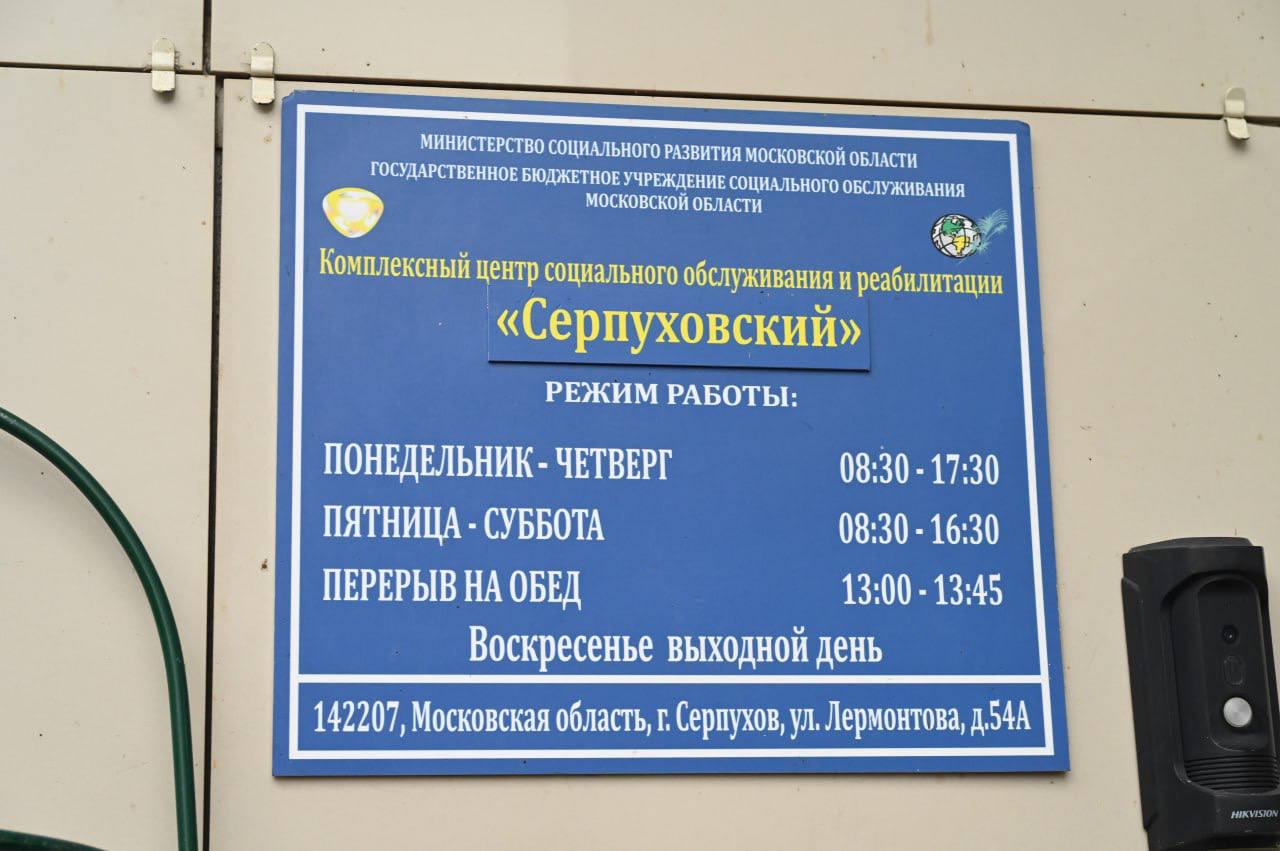 МИНИСТЕРСТВО СОЦИАЛЬНОГО РАЗВИТИЯ МОСКОВСКОЙ ОБЛАСТИ
ГОСУДАРСТВЕННОЕ БЮДЖЕТНОЕ УЧРЕЖДЕНИЕ СОЦИАЛЬНОГО ОБСЛУЖИВАНИЯ
МОСКОВСКОЙ ОБЛАСТИ
Комплексный центр социального обслуживания и реабилитации
«Серпуховский»
РЕЖИМ РАБОТЫ:
ПОНЕДЕЛЬНИК - ЧЕТВЕРГ 08:30 - 17:30
ПЯТНИЦА - СУББОТА 08:30 - 16:30
ПЕРЕРЫВ НА ОБЕД 13:00 - 13:45
Воскресенье выходной день
142207, Московская область, г. Серпухов, ул. Лермонтова, д.54А
HIKVISION